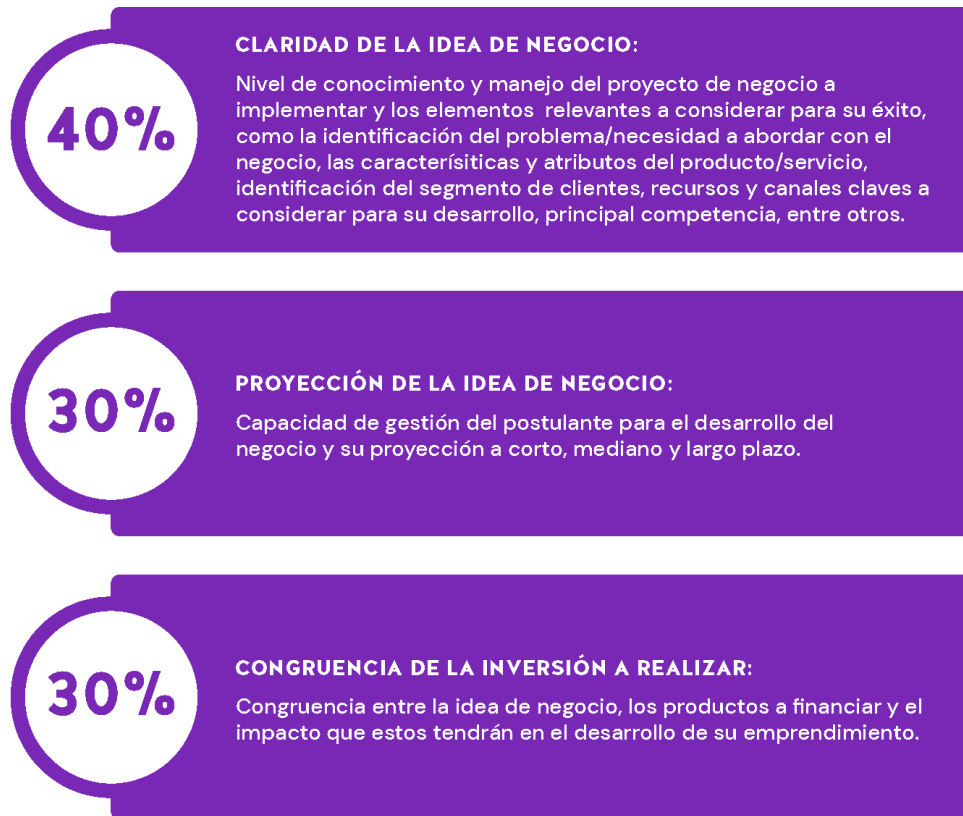 40%
CLARIDAD DE LA IDEA DE NEGOCIO:
Nivel de conocimiento y manejo del proyecto de negocio a
implementar y los elementos relevantes a considerar para su éxito,
como la identificación del problema/necesidad a abordar con el
negocio, las caracterísiticas y atributos del producto/servicio,
identificación del segmento de clientes, recursos y canales claves a
considerar para su desarrollo, principal competencia, entre otros.
30%
PROYECCIÓN DE LA IDEA DE NEGOCIO:
Capacidad de gestión del postulante para el desarrollo del
negocio y su proyección a corto, mediano y largo plazo.
30%
CONGRUENCIA DE LA INVERSIÓN A REALIZAR:
Congruencia entre la idea de negocio, los productos a financiar y el
impacto que estos tendrán en el desarrollo de su emprendimiento.